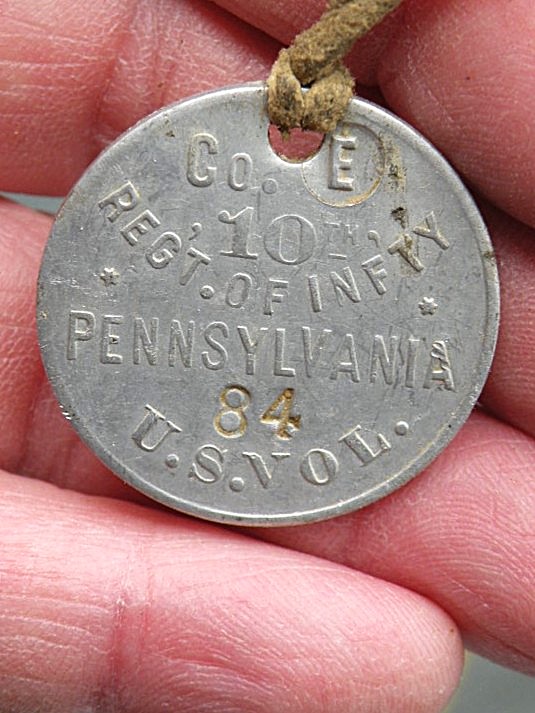 Co. E
10TH
REGT. OF INFTY
PENNSYLVANIA
84
U.S.VOL.